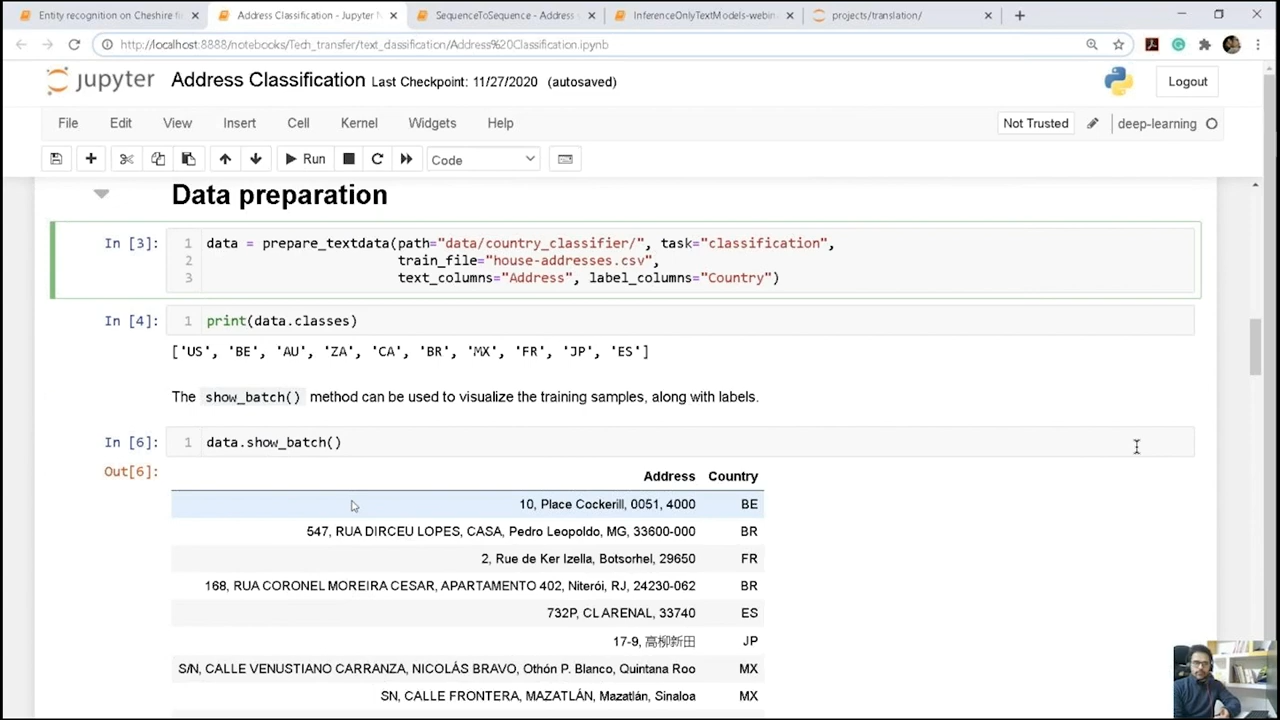 Entity recognition on Cheshire fi
Address Classification - Jupyter N
SequenceToSequence - Address
InferenceOnlyTextModels-webin
projects/translation/
http://localhost:8888/notebooks/Tech_transfer/text_classification/Address%20Classification.ipynb
jupyter Address Classification Last Checkpoint: 11/27/2020 (autosaved)
Logout
File Edit View Insert Cell Kernel Widgets Help
Not Trusted
deep-learning
Run
Code
Data preparation
In [3]: 1 data = prepare_textdata(path="data/country_classifier/", task="classification",
2 train_file="house-addresses.csv",
3 text_columns="Address", label_columns="Country")
In [4]: 1 print(data.classes)
['US', 'BE', 'AU', 'ZA', 'CA', 'BR', 'MX', 'FR', 'JP', 'ES']
The show_batch() method can be used to visualize the training samples, along with labels.
In [6]: 1 data.show_batch()
Out[6]:
Address Country
10, Place Cockerill, 0051, 4000 BE
547, RUA DIRCEU LOPES, CASA, Pedro Leopoldo, MG, 33600-000 BR
2, Rue de Ker Izella, Botsorhel, 29650 FR
168, RUA CORONEL MOREIRA CESAR, APARTAMENTO 402, Niterói, RJ, 24230-062 BR
732P, CL ARENAL, 33740 ES
17-9, 高柳新田 JP
S/N, CALLE VENUSTIANO CARRANZA, NICOLÁS BRAVO, Othón P. Blanco, Quintana Roo MX
SN, CALLE FRONTERA, MAZATLÁN, Mazatlán, Sinaloa MX